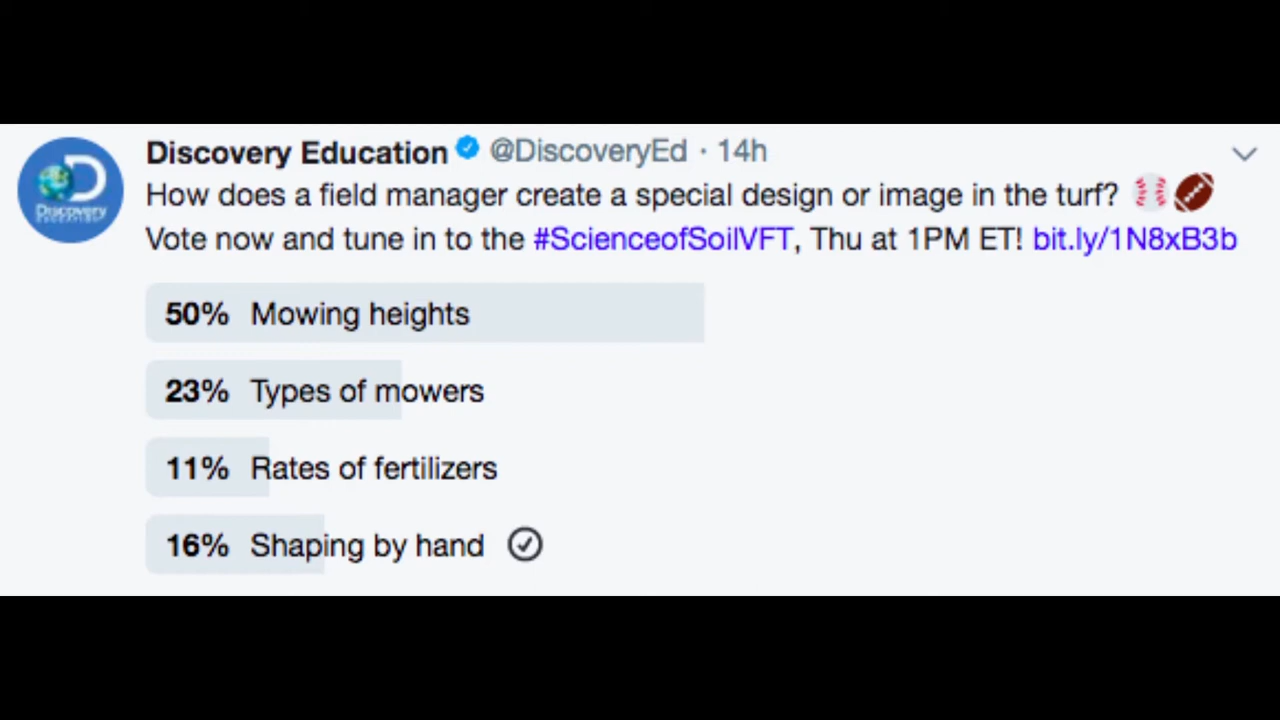 Discovery Education @DiscoveryEd · 14h
How does a field manager create a special design or image in the turf? ⚾🏈
Vote now and tune in to the #ScienceofSoilVFT, Thu at 1PM ET! bit.ly/1N8xB3b
50% Mowing heights
23% Types of mowers
11% Rates of fertilizers
16% Shaping by hand
Discovery
EDUCATION